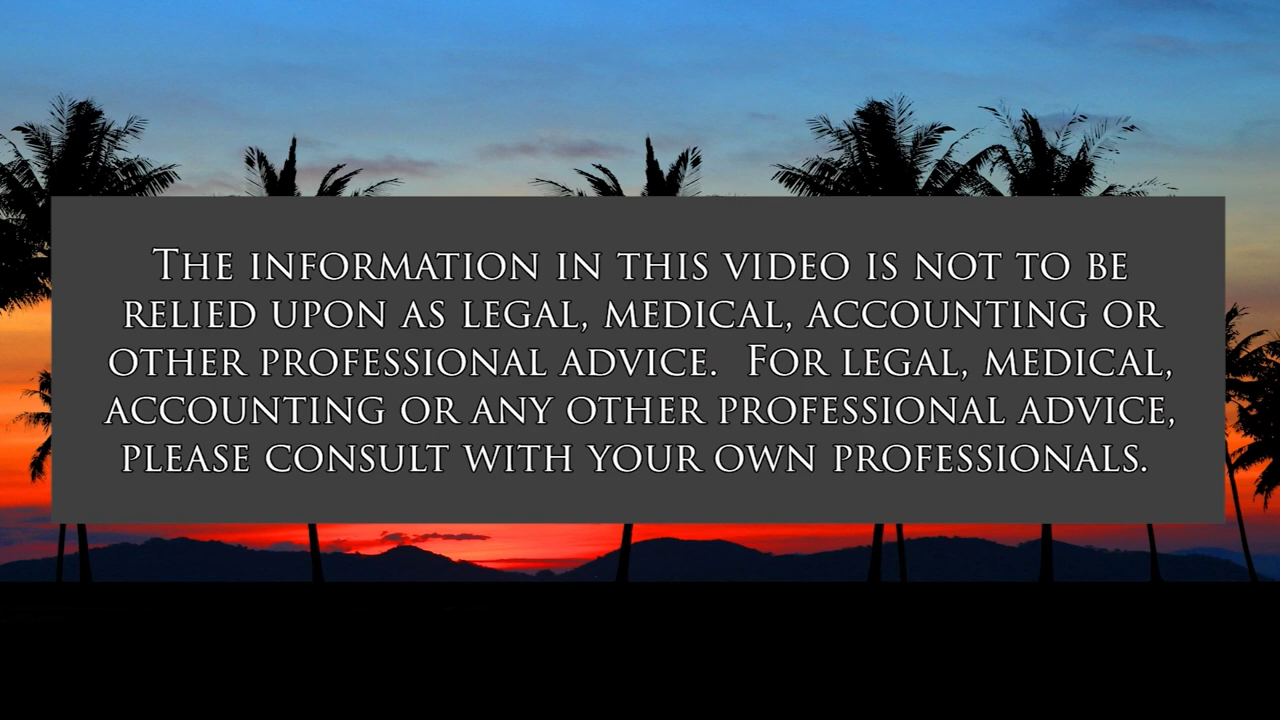 The information in this video is not to be
relied upon as legal, medical, accounting or
other professional advice.  For legal, medical,
accounting or any other professional advice,
please consult with your own professionals.